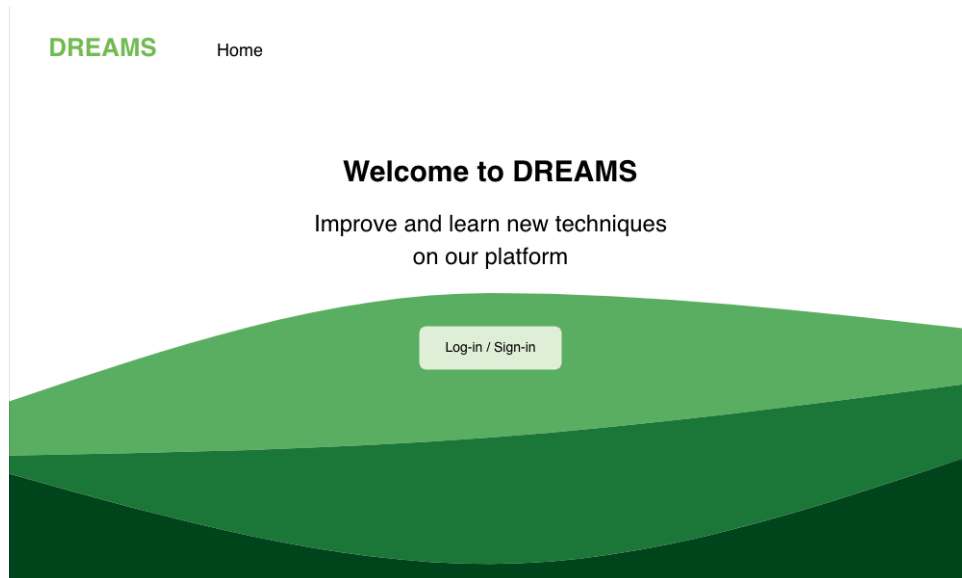 DREAMS
Home
Welcome to DREAMS
Improve and learn new techniques
on our platform
Log-in / Sign-in